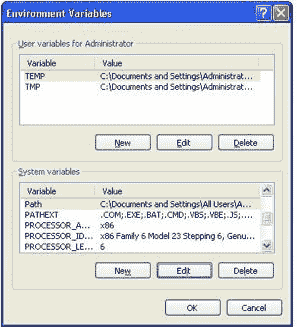 Environment Variables
User variables for Administrator
Variable Value
TEMP C:\Documents and Settings\Administrat...
TMP C:\Documents and Settings\Administrat...
New Edit Delete
System variables
Variable Value
Path C:\Documents and Settings\All Users\A...
PATHEXT .COM;.EXE;.BAT;.CMD;.VBS;.VBE;.JS;....
PROCESSOR_A... x86
PROCESSOR_ID... x86 Family 6 Model 23 Stepping 6, Genu...
PROCESSOR_LE... 6
New Edit Delete
OK Cancel